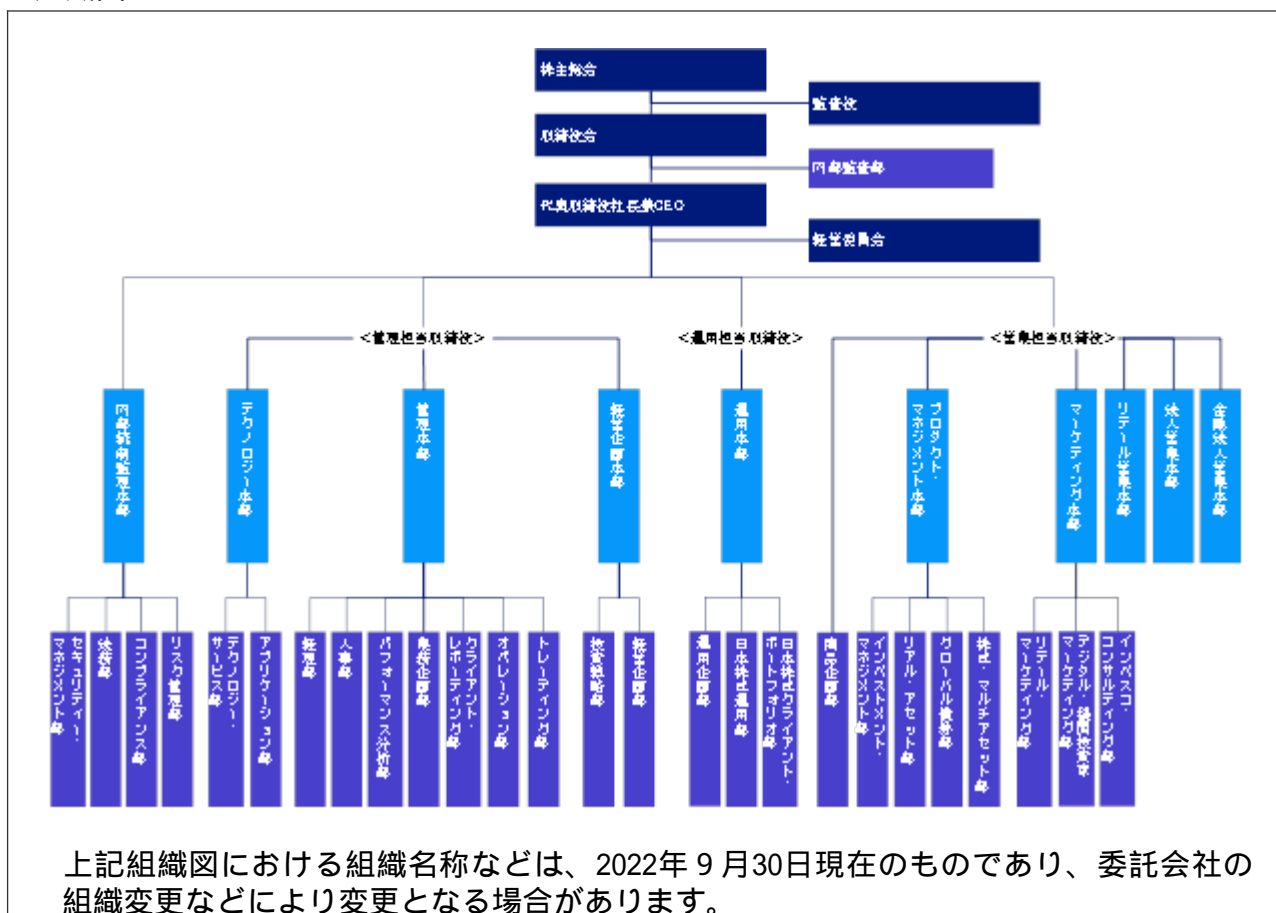 株主総会
監査役
取締役会
内部監査部
代表取締役社長兼CEO
経営委員会
＜管理担当取締役＞
＜運用担当取締役＞
＜営業担当取締役＞
内部統制監理本部
テクノロジー本部
管理本部
経営企画本部
運用本部
プロダクト・
マネジメント本部
マーケティング本部
リテール営業本部
法人営業本部
金融法人営業本部
セキュリティー・
マネジメント部
法務部
コンプライアンス部
リスク管理部
テクノロジー・
サービス部
アプリケーション部
経理部
人事部
パフォーマンス分析部
業務企画部
クライアント・
レポーティング部
オペレーション部
トレーディング部
投資戦略部
経営企画部
運用企画部
日本株式運用部
日本株式クライアント・
ポートフォリオ部
商品企画部
インベストメント・
マネジメント部
リアル・アセット部
グローバル債券部
株式・マルチアセット部
リテール・
マーケティング部
デジタル・機関投資家
マーケティング部
インベスコ・
コンサルティング部
上記組織図における組織名称などは、2022年９月30日現在のものであり、委託会社の
組織変更などにより変更となる場合があります。